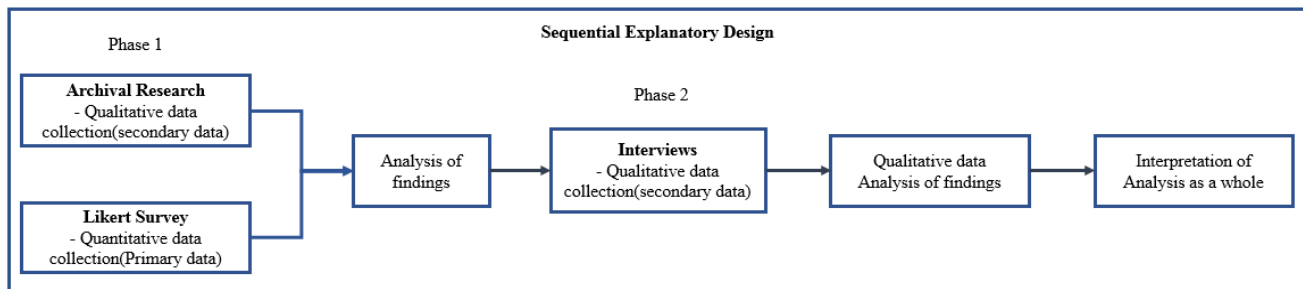 Sequential Explanatory Design
Phase 1
Archival Research
- Qualitative data
collection(secondary data)
Likert Survey
- Quantitative data
collection(Primary data)
Analysis of
findings
Phase 2
Interviews
- Qualitative data
collection(secondary data)
Qualitative data
Analysis of findings
Interpretation of
Analysis as a whole